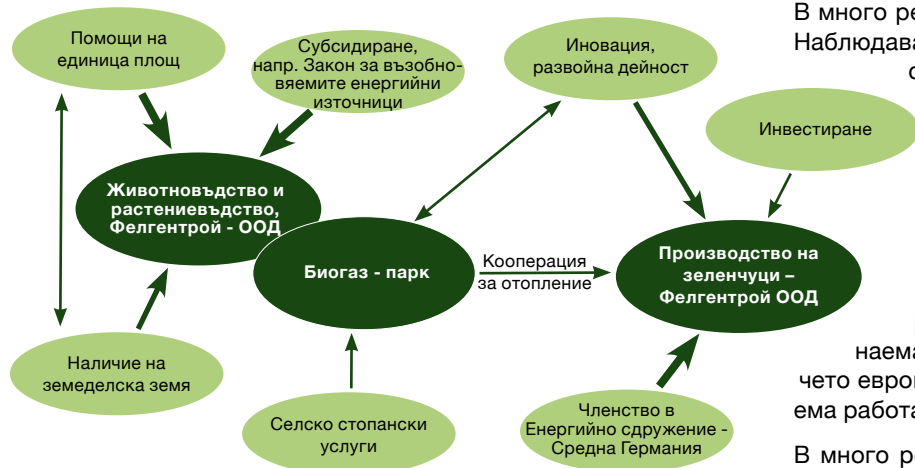 Помощи на
единица площ
Субсидиране,
напр. Закон за възобно-
вяемите енергийни
източници
Иновация,
развойна дейност
Инвестиране
Животновъдство и
растениевъдство,
Фелгентрой - ООД
Биогаз - парк
Кооперация
за отопление
Производство на
зеленчуци –
Фелгентрой ООД
Наличие на
земеделска земя
Селско стопански
услуги
Членство в
Енергийно сдружение -
Средна Германия
В много ре
Наблюдава
наема
чето европ
ема работа
В много р